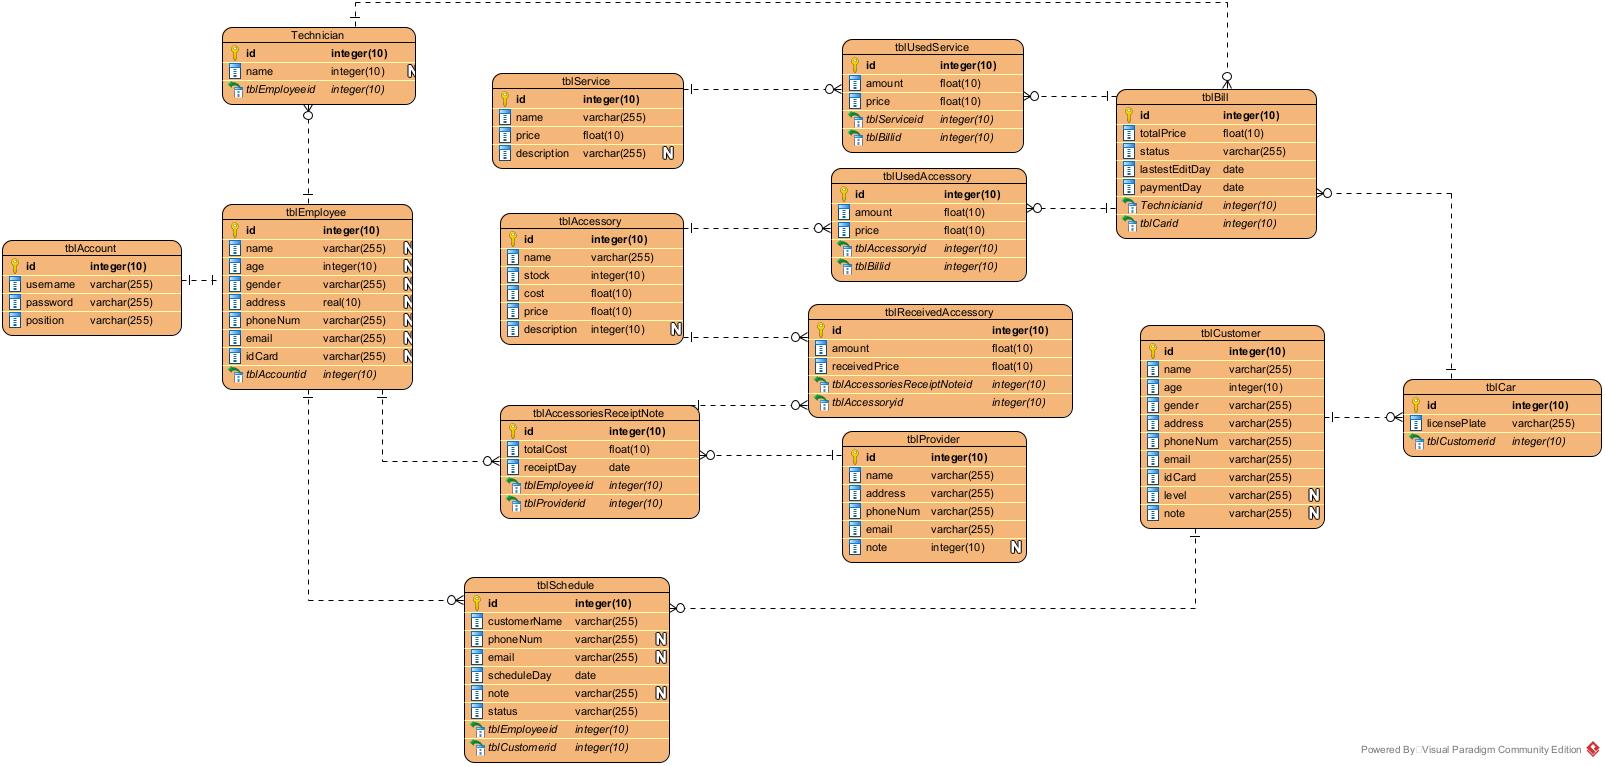 Technician
id integer(10)
name integer(10) N
tblEmployeeid integer(10)
tblService
id integer(10)
name varchar(255)
price float(10)
description varchar(255) N
tblUsedService
id integer(10)
amount float(10)
price float(10)
tblServiceid integer(10)
tblBillid integer(10)
tblBill
id integer(10)
totalPrice float(10)
status varchar(255)
lastestEditDay date
paymentDay date
Technicianid integer(10)
tblCarid integer(10)
tblUsedAccessory
id integer(10)
amount float(10)
price float(10)
tblAccessoryid integer(10)
tblBillid integer(10)
tblAccount
id integer(10)
username varchar(255)
password varchar(255)
position varchar(255)
tblEmployee
id integer(10)
name varchar(255) N
age integer(10) N
gender varchar(255) N
address real(10) N
phoneNum varchar(255) N
email varchar(255) N
idCard varchar(255) N
tblAccountid integer(10)
tblAccessory
id integer(10)
name varchar(255)
stock integer(10)
cost float(10)
price float(10)
description integer(10) N
tblReceivedAccessory
id integer(10)
amount float(10)
receivedPrice float(10)
tblAccessoriesReceiptNoteid integer(10)
tblAccessoryid integer(10)
tblCustomer
id integer(10)
name varchar(255)
age integer(10)
gender varchar(255)
address varchar(255)
phoneNum varchar(255)
email varchar(255)
idCard varchar(255)
level varchar(255) N
note varchar(255) N
tblCar
id integer(10)
licensePlate varchar(255)
tblCustomerid integer(10)
tblAccessoriesReceiptNote
id integer(10)
totalCost float(10)
receiptDay date
tblEmployeeid integer(10)
tblProviderid integer(10)
tblProvider
id integer(10)
name varchar(255)
address varchar(255)
phoneNum varchar(255)
email varchar(255)
note integer(10) N
tblSchedule
id integer(10)
customerName varchar(255)
phoneNum varchar(255) N
email varchar(255) N
scheduleDay date
note varchar(255) N
status varchar(255)
tblEmployeeid integer(10)
tblCustomerid integer(10)
Powered By Visual Paradigm Community Edition